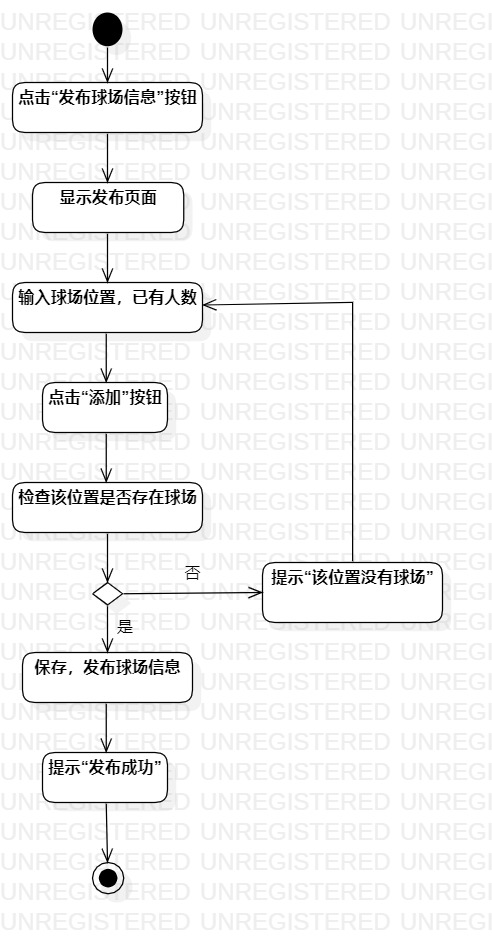 点击“发布球场信息”按钮
显示发布页面
输入球场位置，已有人数
点击“添加”按钮
检查该位置是否存在球场
否
提示“该位置没有球场”
是
保存，发布球场信息
提示“发布成功”